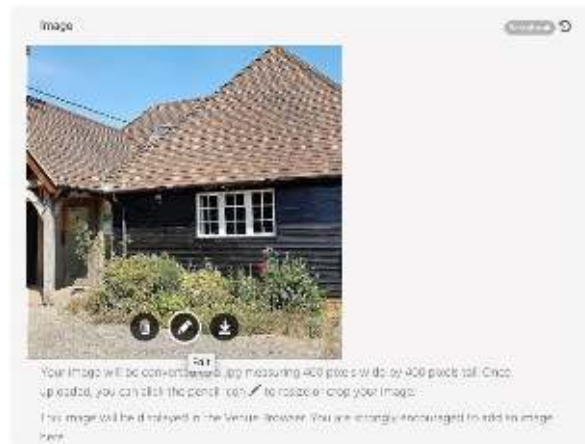 Image
Edit
Your image will be converted to a .jpg measuring 400 pixels wide by 400 pixels tall. Once
uploaded, you can click the pencil icon to resize or crop your image.
This image will be displayed in the Venue Browser. You are strongly encouraged to add an image
here